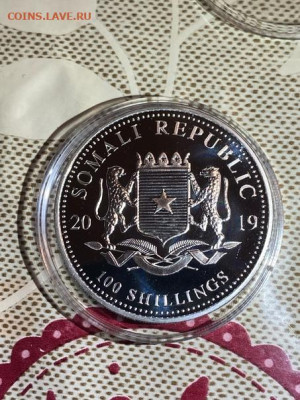 COINS.LAVE.RU
SOMALI REPUBLIC
20 19
100 SHILLINGS